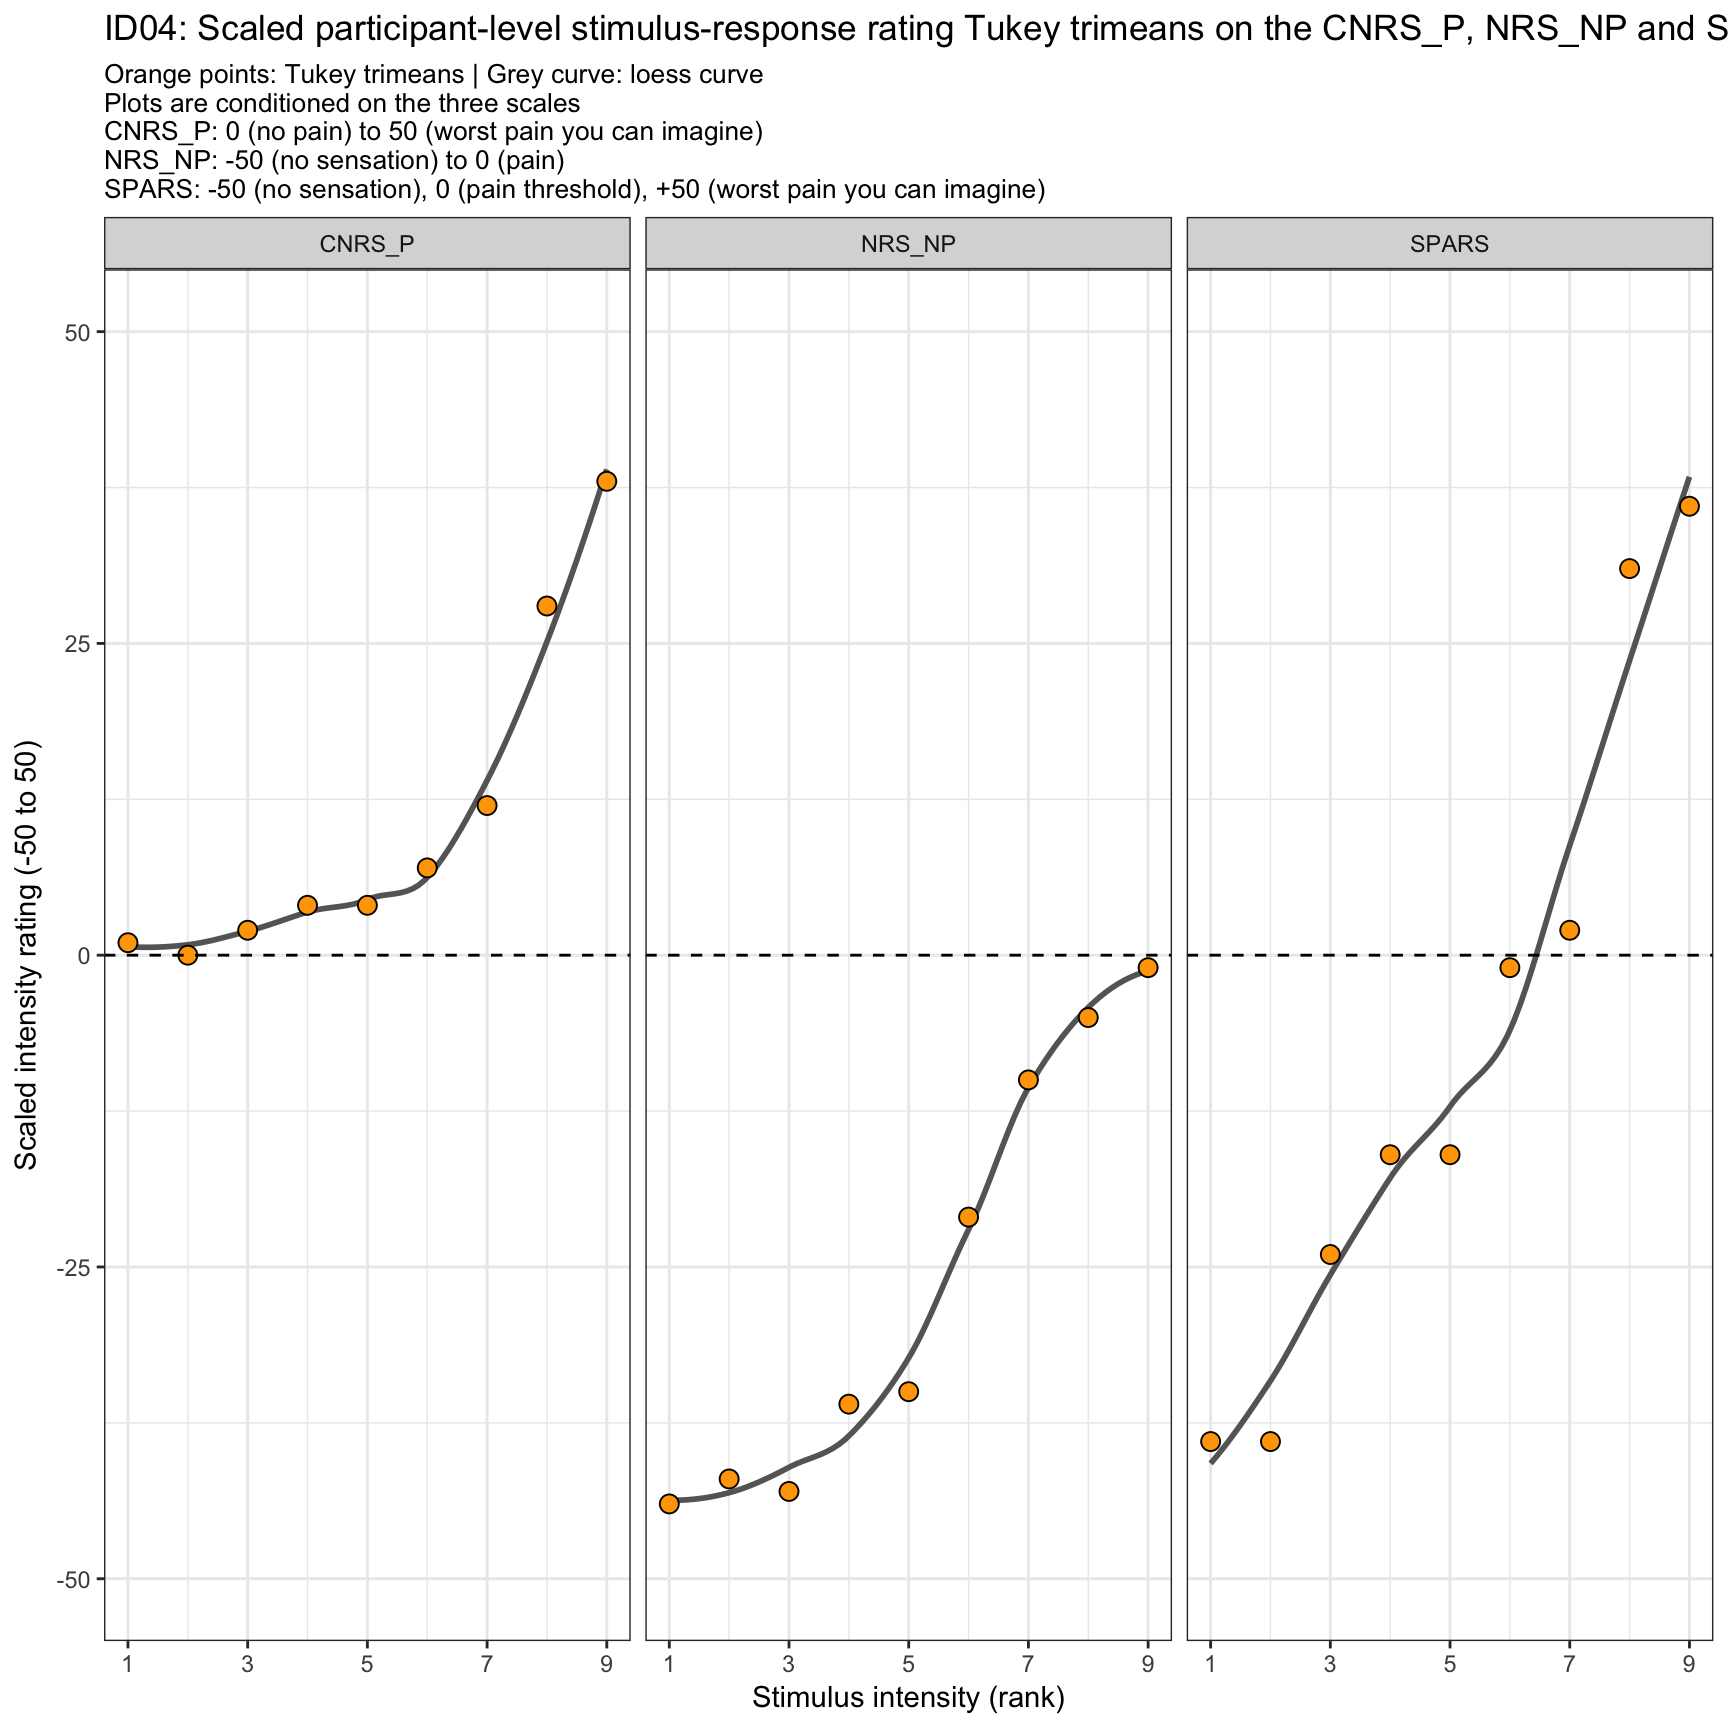 ID04: Scaled participant-level stimulus-response rating Tukey trimeans on the CNRS_P, NRS_NP and S
Orange points: Tukey trimeans | Grey curve: loess curve
Plots are conditioned on the three scales
CNRS_P: 0 (no pain) to 50 (worst pain you can imagine)
NRS_NP: -50 (no sensation) to 0 (pain)
SPARS: -50 (no sensation), 0 (pain threshold), +50 (worst pain you can imagine)
CNRS_P NRS_NP SPARS
50
25
0
-25
-50
Scaled intensity rating (-50 to 50)
1 3 5 7 9 1 3 5 7 9 1 3 5 7 9
Stimulus intensity (rank)